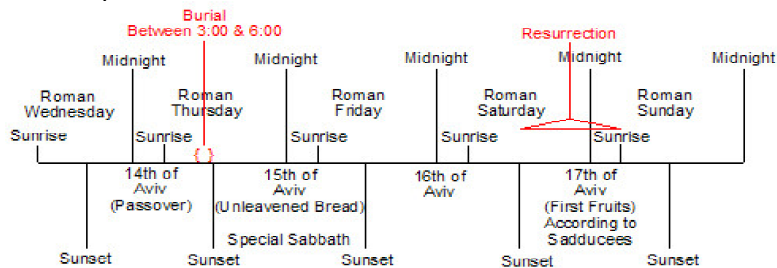 Burial
Between 3:00 & 6:00
Resurrection
Midnight Midnight Midnight Midnight Midnight
Roman Wednesday
Roman Thursday
Roman Friday
Roman Saturday
Roman Sunday
Sunrise Sunrise Sunrise Sunrise Sunrise
{ }
14th of
Aviv
(Passover)
15th of
Aviv
(Unleavened Bread)
Special Sabbath
16th of
Aviv
17th of
Aviv
(First Fruits)
According to
Sadducees
Sunset Sunset Sunset Sunset Sunset